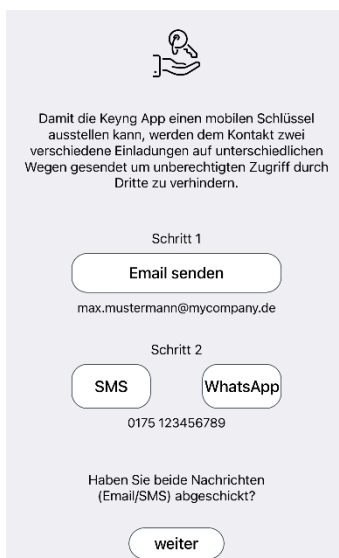 Damit die Keyng App einen mobilen Schlüssel
ausstellen kann, werden dem Kontakt zwei
verschiedene Einladungen auf unterschiedlichen
Wegen gesendet um unberechtigten Zugriff durch
Dritte zu verhindern.
Schritt 1
Email senden
max.mustermann@mycompany.de
Schritt 2
SMS WhatsApp
0175 123456789
Haben Sie beide Nachrichten
(Email/SMS) abgeschickt?
weiter